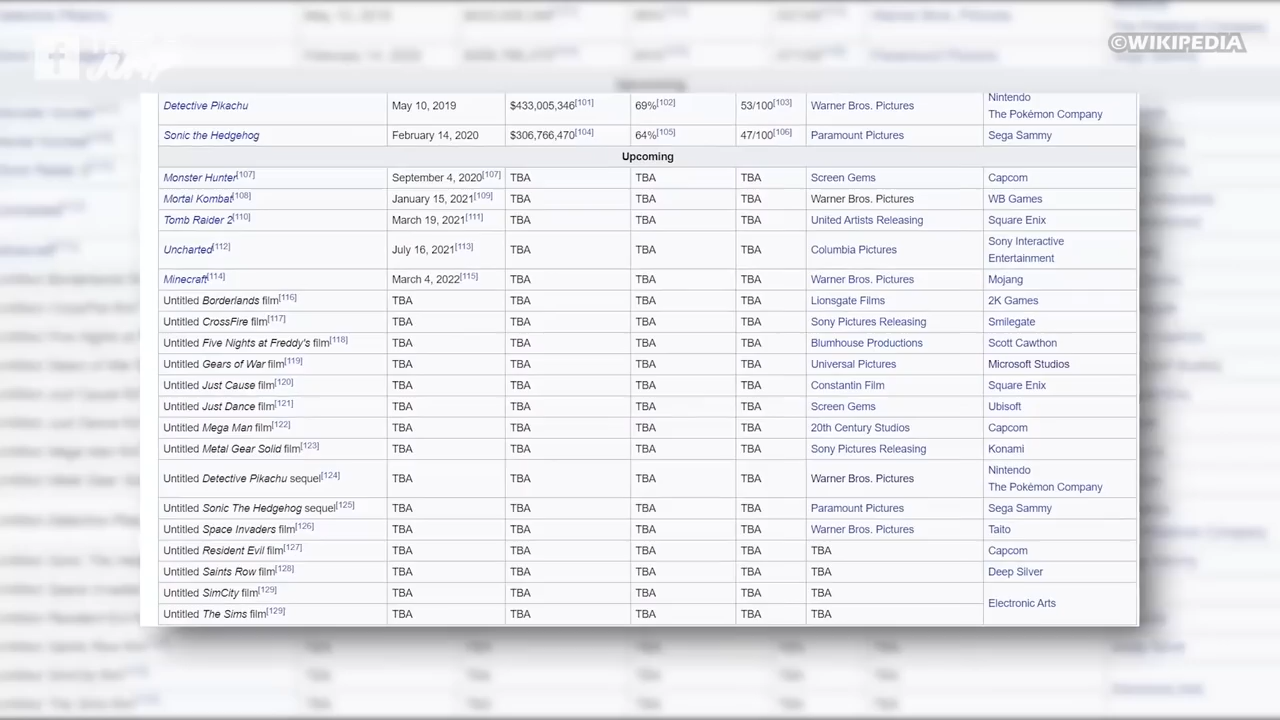 ©WIKIPEDIA
Nintendo
Detective Pikachu May 10, 2019 $433,005,346[101] 69%[102] 53/100[103] Warner Bros. Pictures
The Pokémon Company
Sonic the Hedgehog February 14, 2020 $306,766,470[104] 64%[105] 47/100[106] Paramount Pictures Sega Sammy
Upcoming
Monster Hunter[107] September 4, 2020[107] TBA TBA TBA Screen Gems Capcom
Mortal Kombat[108] January 15, 2021[109] TBA TBA TBA Warner Bros. Pictures WB Games
Tomb Raider 2[110] March 19, 2021[111] TBA TBA TBA United Artists Releasing Square Enix
Uncharted[112] July 16, 2021[113] TBA TBA TBA Columbia Pictures Sony Interactive
Entertainment
Minecraft[114] March 4, 2022[115] TBA TBA TBA Warner Bros. Pictures Mojang
Untitled Borderlands film[116] TBA TBA TBA TBA Lionsgate Films 2K Games
Untitled CrossFire film[117] TBA TBA TBA TBA Sony Pictures Releasing Smilegate
Untitled Five Nights at Freddy's film[118] TBA TBA TBA TBA Blumhouse Productions Scott Cawthon
Untitled Gears of War film[119] TBA TBA TBA TBA Universal Pictures Microsoft Studios
Untitled Just Cause film[120] TBA TBA TBA TBA Constantin Film Square Enix
Untitled Just Dance film[121] TBA TBA TBA TBA Screen Gems Ubisoft
Untitled Mega Man film[122] TBA TBA TBA TBA 20th Century Studios Capcom
Untitled Metal Gear Solid film[123] TBA TBA TBA TBA Sony Pictures Releasing Konami
Untitled Detective Pikachu sequel[124] TBA TBA TBA TBA Warner Bros. Pictures Nintendo
The Pokémon Company
Untitled Sonic The Hedgehog sequel[125] TBA TBA TBA TBA Paramount Pictures Sega Sammy
Untitled Space Invaders film[126] TBA TBA TBA TBA Warner Bros. Pictures Taito
Untitled Resident Evil film[127] TBA TBA TBA TBA TBA Capcom
Untitled Saints Row film[128] TBA TBA TBA TBA TBA Deep Silver
Untitled SimCity film[129] TBA TBA TBA TBA TBA Electronic Arts
Untitled The Sims film[129] TBA TBA TBA TBA TBA